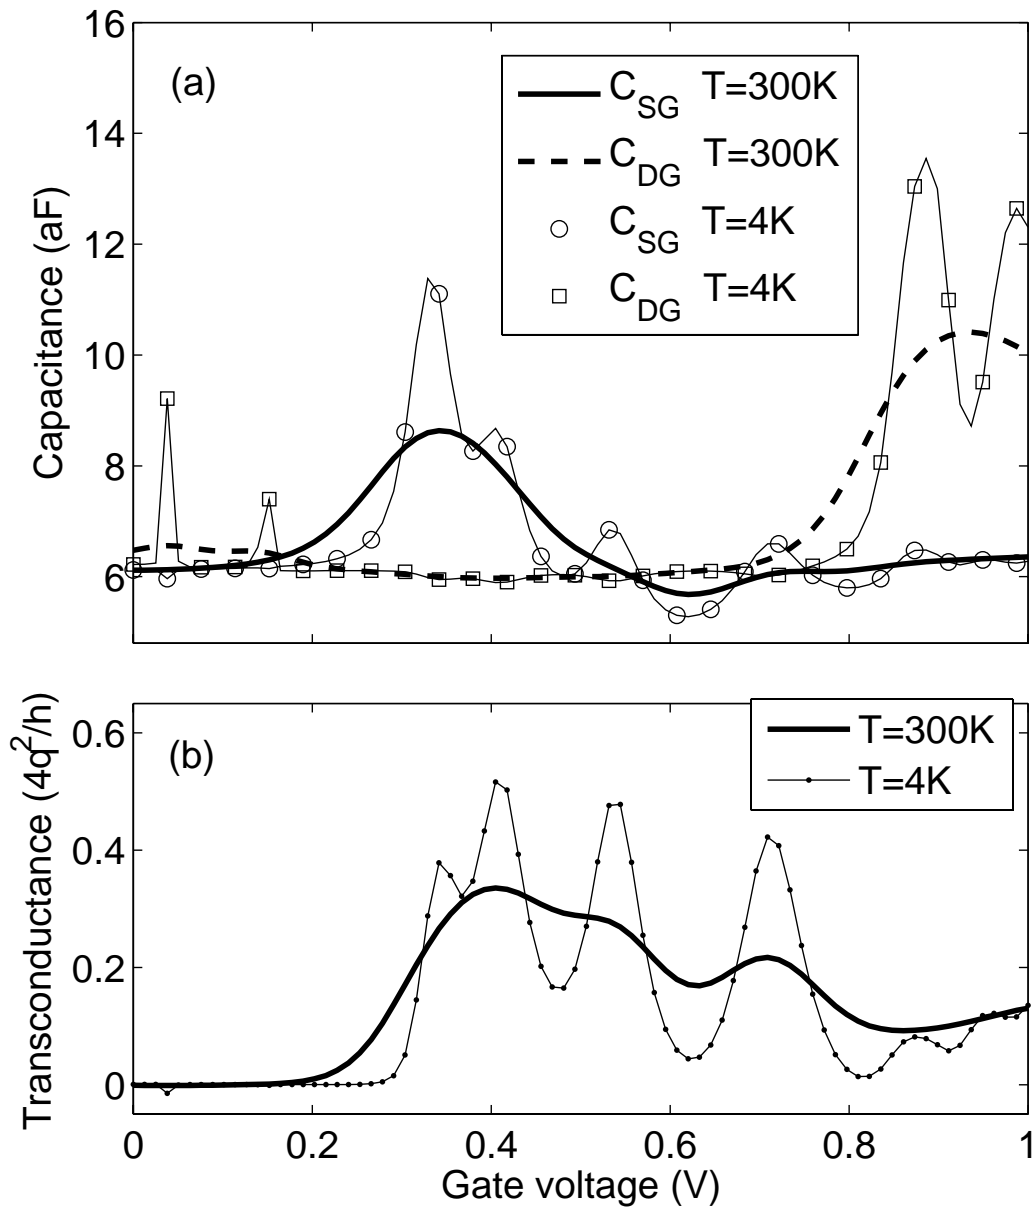 16
(a)
C_SG T=300K
14
C_DG T=300K
12
C_SG T=4K
C_DG T=4K
10
8
6
Capacitance (aF)
0.6
(b)
T=300K
T=4K
0.4
0.2
0
Transconductance (4q²/h)
0 0.2 0.4 0.6 0.8 1
Gate voltage (V)